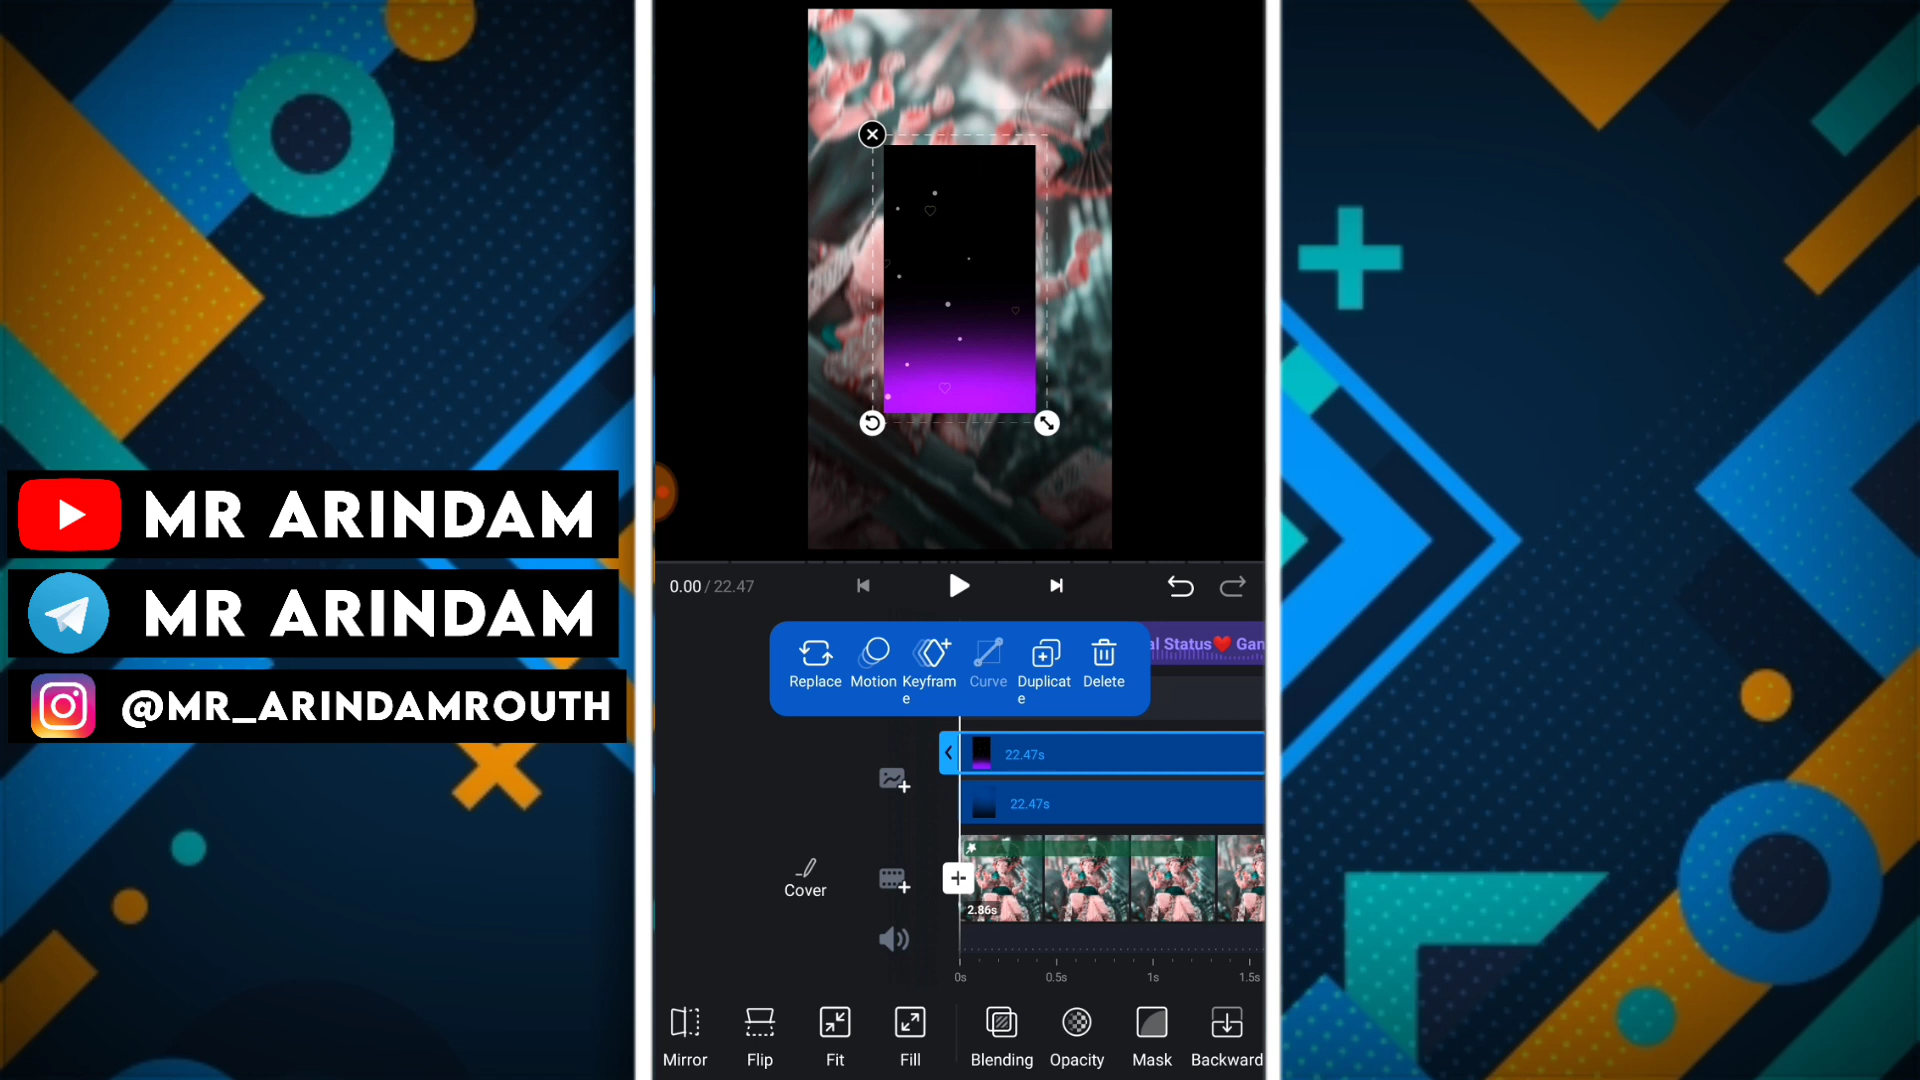 MR ARINDAM
MR ARINDAM
@MR_ARINDAMROUTH
0.00 / 22.47
al Status❤️ Gan
Replace
Motion
Keyfram
e
Curve
Duplicat
e
Delete
22.47s
22.47s
Cover
2.86s
0s
0.5s
1s
1.5s
Mirror
Flip
Fit
Fill
Blending
Opacity
Mask
Backward